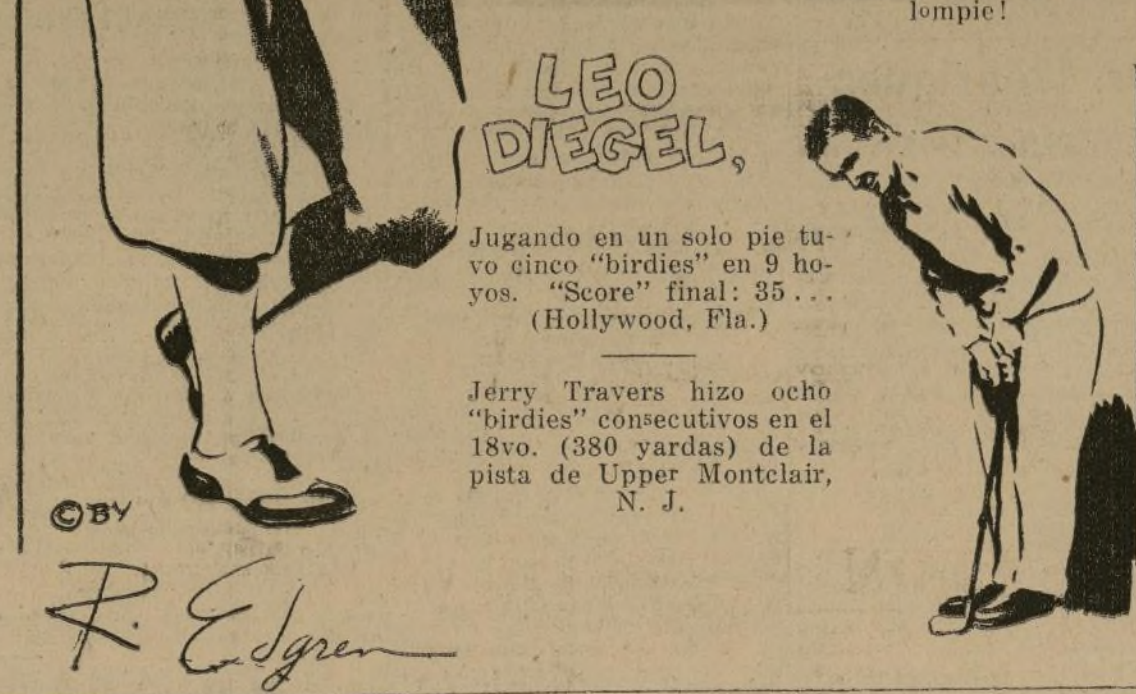 lompie!
LEO
DIEGEL,
Jugando en un solo pie tu-
vo cinco "birdies" en 9 ho-
yos. "Score" final: 35 ...
(Hollywood, Fla.)
Jerry Travers hizo ocho
"birdies" consecutivos en el
18vo. (380 yardas) de la
pista de Upper Montclair,
N. J.
© BY
R. Edgren